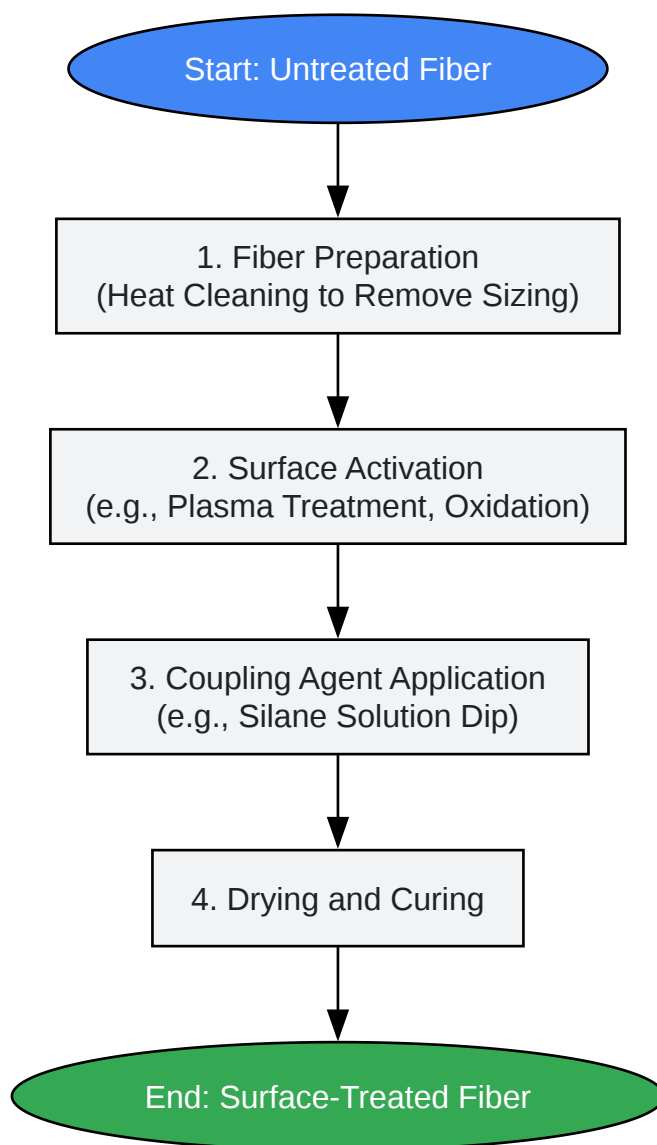 Start: Untreated Fiber
1. Fiber Preparation
(Heat Cleaning to Remove Sizing)
2. Surface Activation
(e.g., Plasma Treatment, Oxidation)
3. Coupling Agent Application
(e.g., Silane Solution Dip)
4. Drying and Curing
End: Surface-Treated Fiber